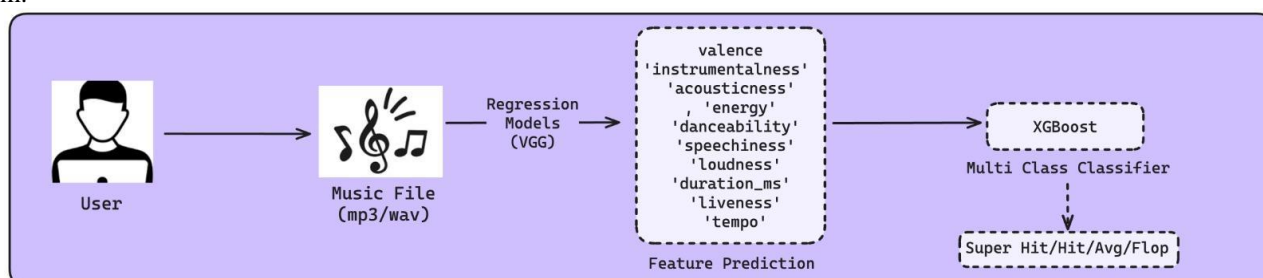 User
Music File
(mp3/wav)
Regression
Models
(VGG)
valence
'instrumentalness'
'acousticness'
, 'energy'
'danceability'
'speechiness'
'loudness'
'duration_ms'
'liveness'
'tempo'
Feature Prediction
XGBoost
Multi Class Classifier
Super Hit/Hit/Avg/Flop